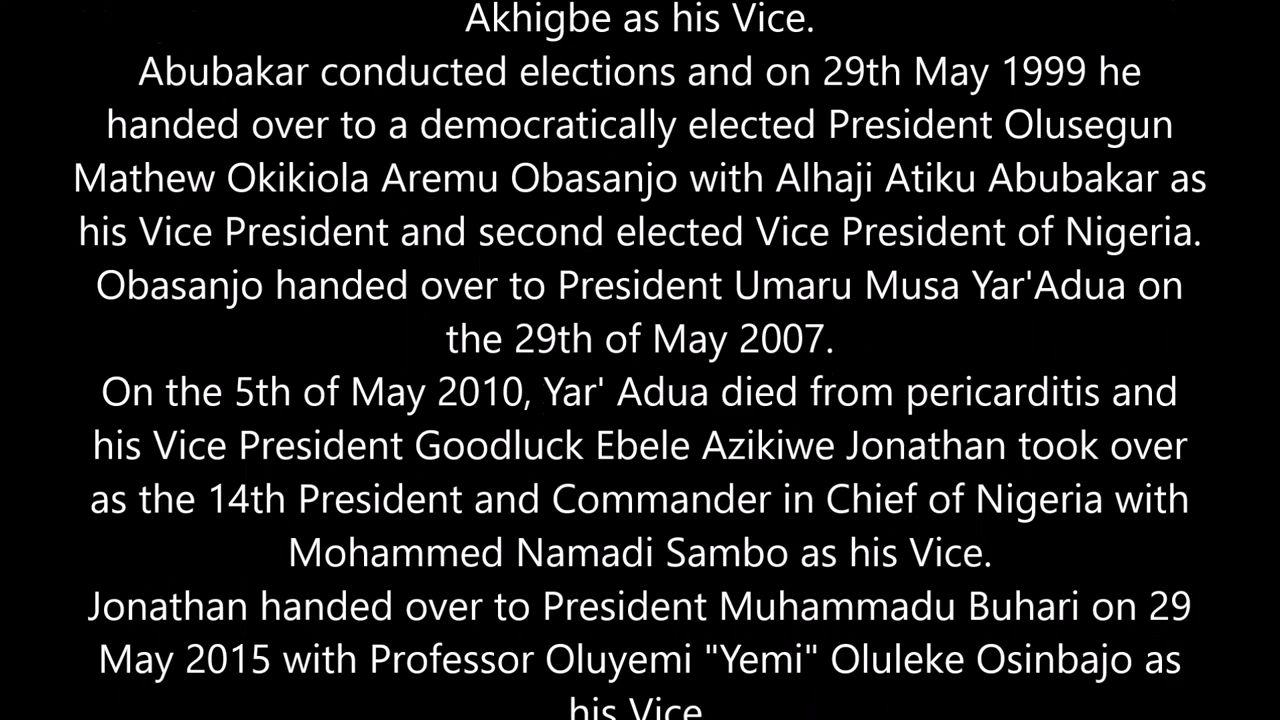 Akhigbe as his Vice.
Abubakar conducted elections and on 29th May 1999 he
handed over to a democratically elected President Olusegun
Mathew Okikiola Aremu Obasanjo with Alhaji Atiku Abubakar as
his Vice President and second elected Vice President of Nigeria.
Obasanjo handed over to President Umaru Musa Yar'Adua on
the 29th of May 2007.
On the 5th of May 2010, Yar' Adua died from pericarditis and
his Vice President Goodluck Ebele Azikiwe Jonathan took over
as the 14th President and Commander in Chief of Nigeria with
Mohammed Namadi Sambo as his Vice.
Jonathan handed over to President Muhammadu Buhari on 29
May 2015 with Professor Oluyemi "Yemi" Oluleke Osinbajo as
his Vice